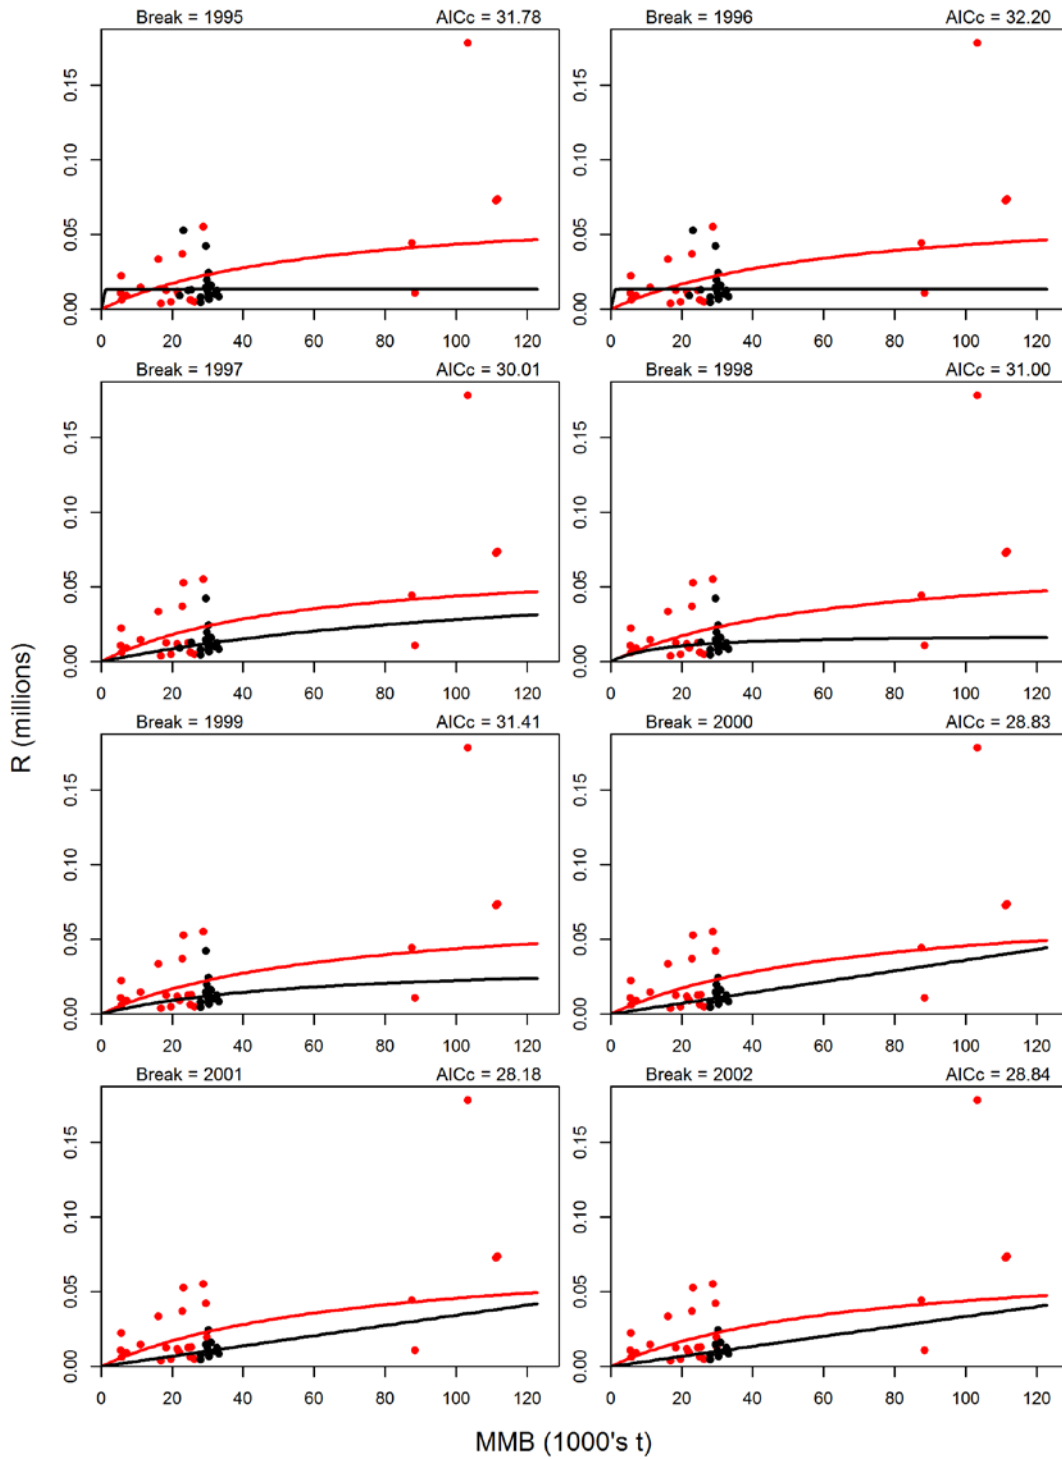 Break = 1995 AICc = 31.78 Break = 1996 AICc = 32.20
0.15 0.15
0.10 0.10
0.05 0.05
0.00 0.00
0 20 40 60 80 100 120 0 20 40 60 80 100 120
Break = 1997 AICc = 30.01 Break = 1998 AICc = 31.00
0.15 0.15
0.10 0.10
0.05 0.05
0.00 0.00
0 20 40 60 80 100 120 0 20 40 60 80 100 120
R (millions)
Break = 1999 AICc = 31.41 Break = 2000 AICc = 28.83
0.15 0.15
0.10 0.10
0.05 0.05
0.00 0.00
0 20 40 60 80 100 120 0 20 40 60 80 100 120
Break = 2001 AICc = 28.18 Break = 2002 AICc = 28.84
0.15 0.15
0.10 0.10
0.05 0.05
0.00 0.00
0 20 40 60 80 100 120 0 20 40 60 80 100 120
MMB (1000's t)